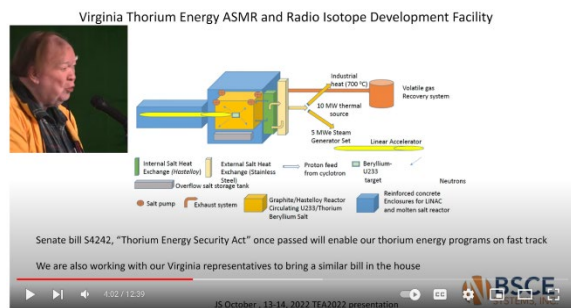 Virginia Thorium Energy ASMR and Radio Isotope Development Facility
Industrial
heat (700 °C)
Volatile gas
Recovery system
10 MW thermal
source
5 MWe Steam
Generator Set
Linear Accelerator
Internal Salt Heat
Exchange (Hastelloy)
External Salt Heat
Exchange (Stainless
Steel)
Proton feed
from cyclotron
Beryllium-
U233
target
Neutrons
Overflow salt storage tank
Salt pump
Exhaust system
Graphite/Hastelloy Reactor
Circulating U233/Thorium
Beryllium Salt
Reinforced concrete
Enclosures for LINAC
and molten salt reactor
Senate bill S4242, “Thorium Energy Security Act” once passed will enable our thorium energy programs on fast track
We are also working with our Virginia representatives to bring a similar bill in the house
4:02 / 12:39
CC
HD
BSCE
SYSTEMS, INC.
JS October , 13-14, 2022 TEA2022 presentation